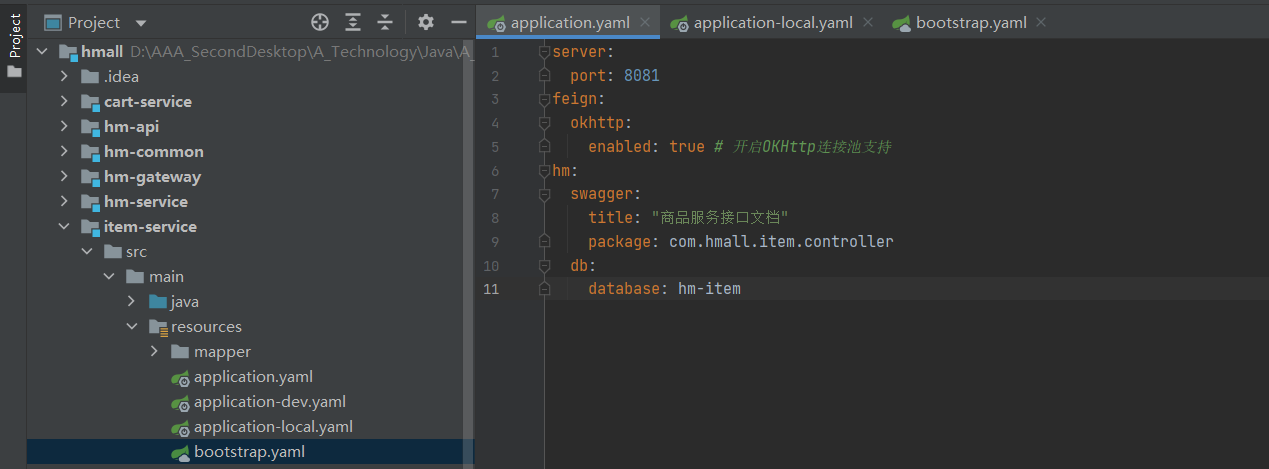 Project
Project
hmall D:\AAA_SecondDesktop\A_Technology\Java\A_
.idea
cart-service
hm-api
hm-common
hm-gateway
hm-service
item-service
src
main
java
resources
mapper
application.yaml
application-dev.yaml
application-local.yaml
bootstrap.yaml
application.yaml
application-local.yaml
bootstrap.yaml
1 server:
2   port: 8081
3 feign:
4   okhttp:
5     enabled: true # 开启OKHttp连接池支持
6 hm:
7   swagger:
8     title: "商品服务接口文档"
9     package: com.hmall.item.controller
10   db:
11     database: hm-item